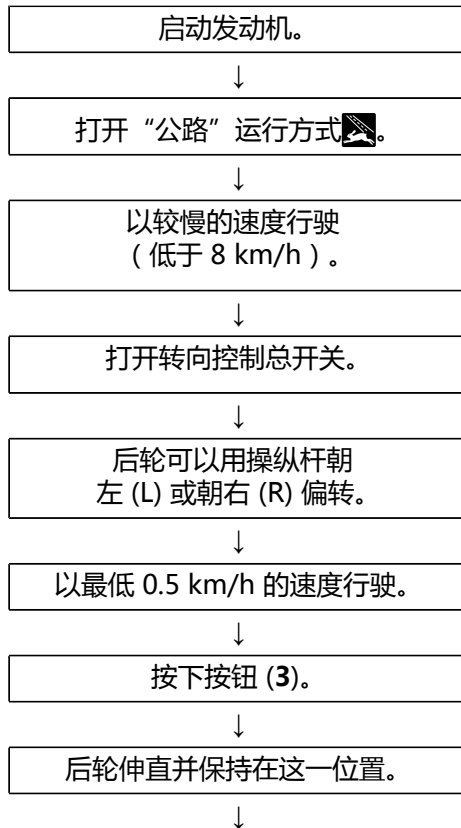 启动发动机。
↓
打开“公路”运行方式。
↓
以较慢的速度行驶
（低于 8 km/h）。
↓
打开转向控制总开关。
↓
后轮可以用操纵杆朝
左 (L) 或朝右 (R) 偏转。
↓
以最低 0.5 km/h 的速度行驶。
↓
按下按钮 (3)。
↓
后轮伸直并保持在这一位置。
↓